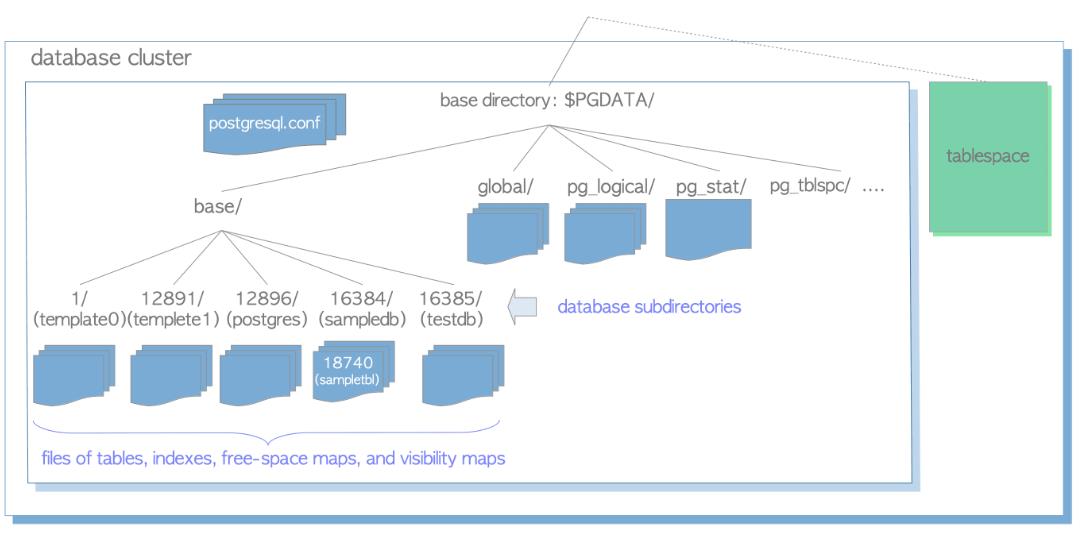 database cluster
base directory: $PGDATA/
postgresql.conf
tablespace
global/ pg_logical/ pg_stat/ pg_tblspc/ ....
base/
1/ 12891/ 12896/ 16384/ 16385/
(template0) (templete1) (postgres) (sampledb) (testdb)
database subdirectories
18740
(sampletbl)
files of tables, indexes, free-space maps, and visibility maps